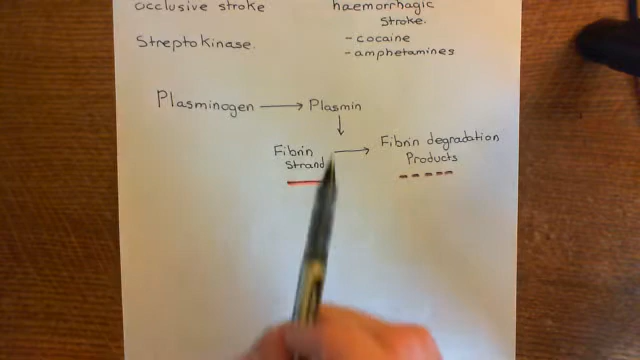 occlusive stroke
haemorrhagic
Stroke.
Streptokinase.
- cocaine
- amphetamines
Plasminogen → Plasmin
↓
Fibrin → Fibrin degradation
Strand Products